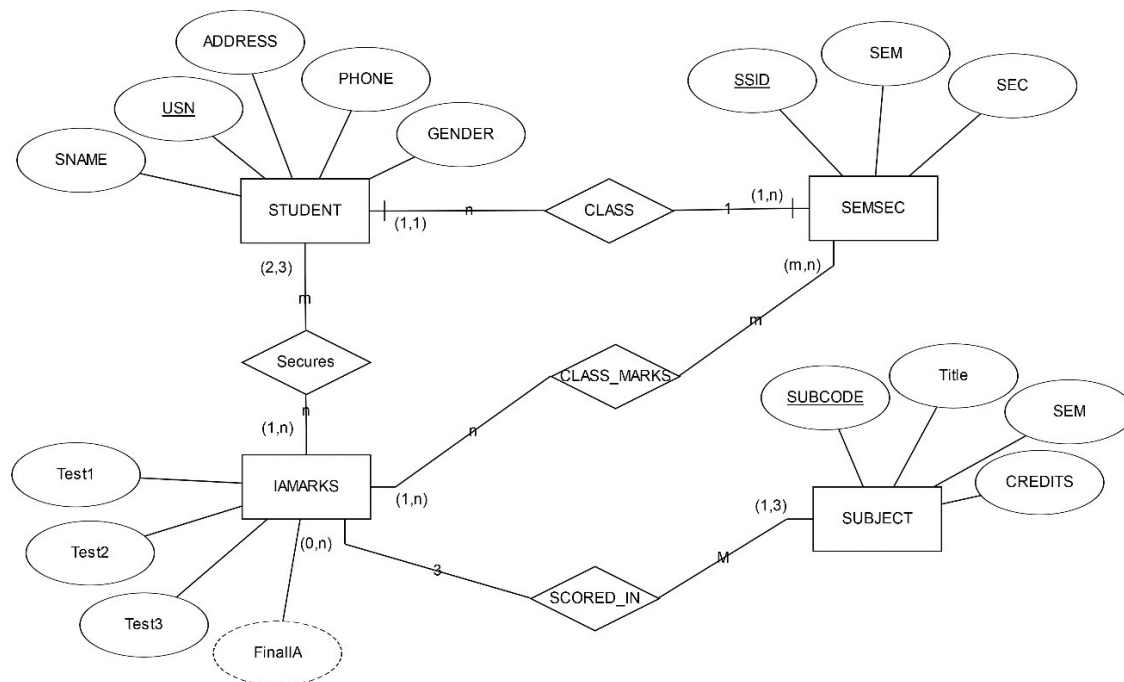 ADDRESS
PHONE
USN
GENDER
SNAME
STUDENT
SEM
SSID
SEC
SEMSEC
(1,1)
n
CLASS
1
(1,n)
(2,3)
m
Secures
n
(1,n)
(m,n)
m
CLASS_MARKS
n
(1,n)
Test1
Test2
Test3
FinalIA
IAMARKS
(0,n)
3
SCORED_IN
M
(1,3)
SUBCODE
Title
SEM
CREDITS
SUBJECT